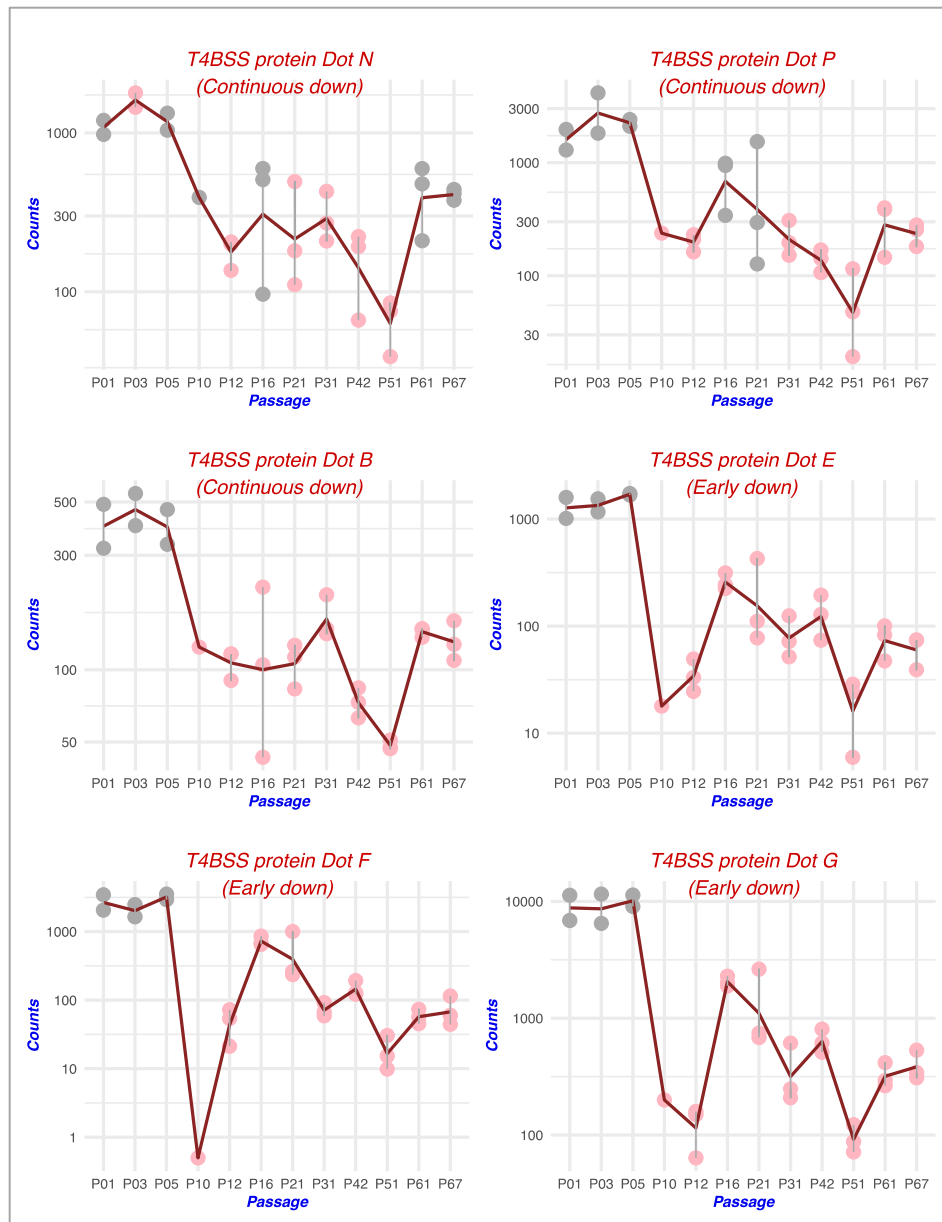 T4BSS protein Dot N
(Continuous down)
1000
300
100
Counts
P01 P03 P05 P10 P12 P16 P21 P31 P42 P51 P61 P67
Passage
T4BSS protein Dot P
(Continuous down)
3000
1000
300
100
30
Counts
P01 P03 P05 P10 P12 P16 P21 P31 P42 P51 P61 P67
Passage
T4BSS protein Dot B
(Continuous down)
500
300
100
50
Counts
P01 P03 P05 P10 P12 P16 P21 P31 P42 P51 P61 P67
Passage
T4BSS protein Dot E
(Early down)
1000
100
10
Counts
P01 P03 P05 P10 P12 P16 P21 P31 P42 P51 P61 P67
Passage
T4BSS protein Dot F
(Early down)
1000
100
10
1
Counts
P01 P03 P05 P10 P12 P16 P21 P31 P42 P51 P61 P67
Passage
T4BSS protein Dot G
(Early down)
10000
1000
100
Counts
P01 P03 P05 P10 P12 P16 P21 P31 P42 P51 P61 P67
Passage